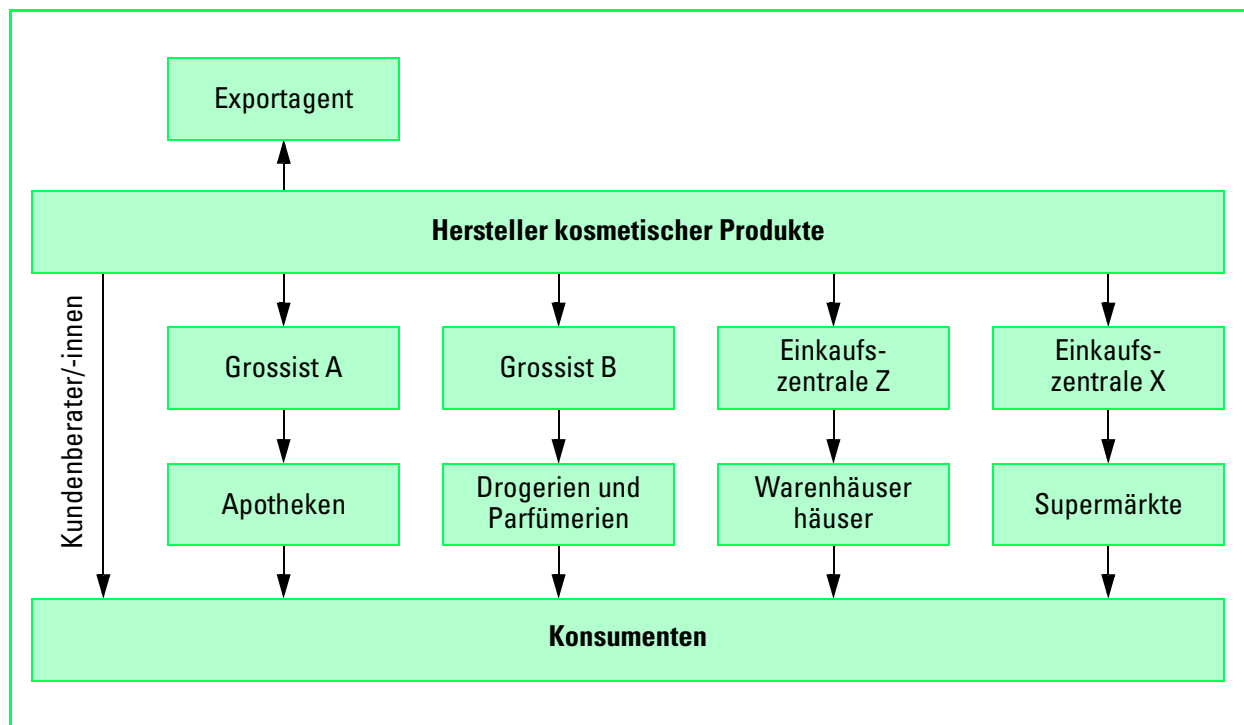 Exportagent
Hersteller kosmetischer Produkte
Kundenberater/-innen
Grossist A
Grossist B
Einkaufs-
zentrale Z
Einkaufs-
zentrale X
Apotheken
Drogerien und
Parfümerien
Warenhäuser
häuser
Supermärkte
Konsumenten